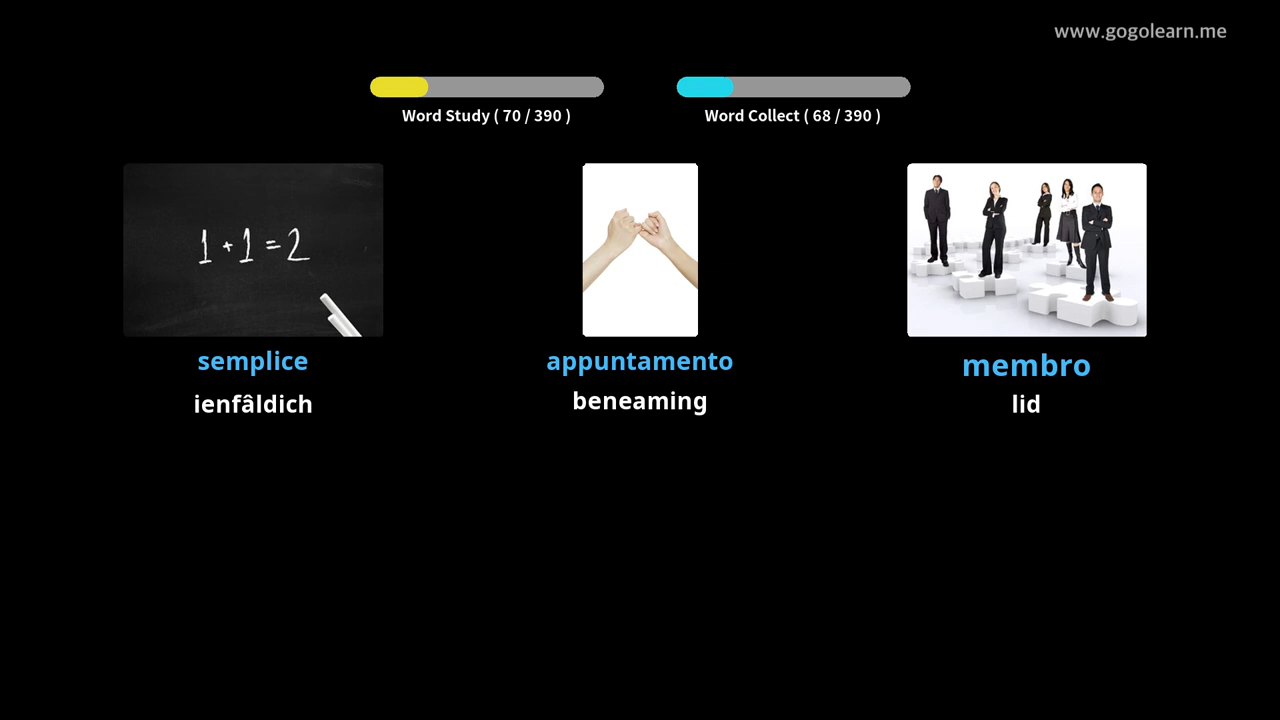 www.gogolearn.me
Word Study ( 70 / 390 )
Word Collect ( 68 / 390 )
1 + 1 = 2
semplice
ienfâldich
appuntamento
beneaming
membro
lid